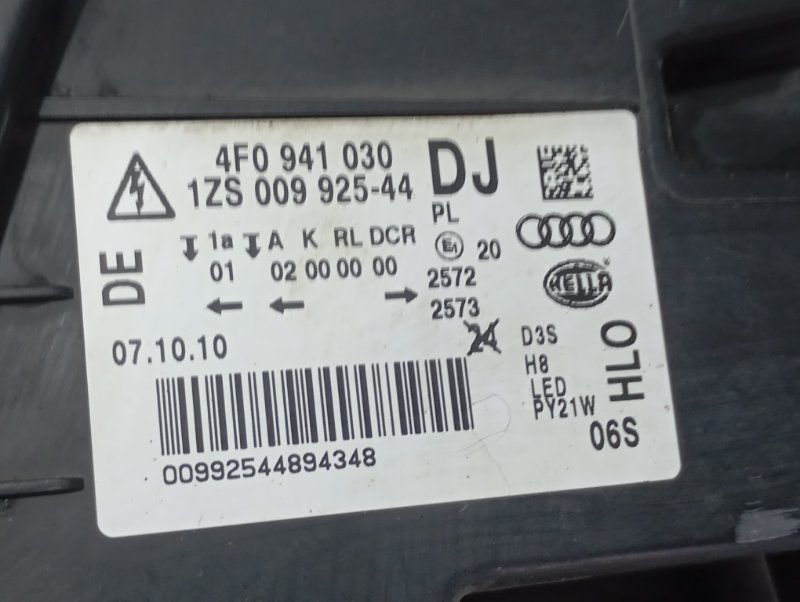 4F0 941 030 DJ
1ZS 009 925-44
PL
DE
1a A K RL DCR
E1 20
01 02 00 00 00
2572
2573
24
07.10.10
HELLA
D3S
H8
LED
PY21W
HLO
06S
00992544894348